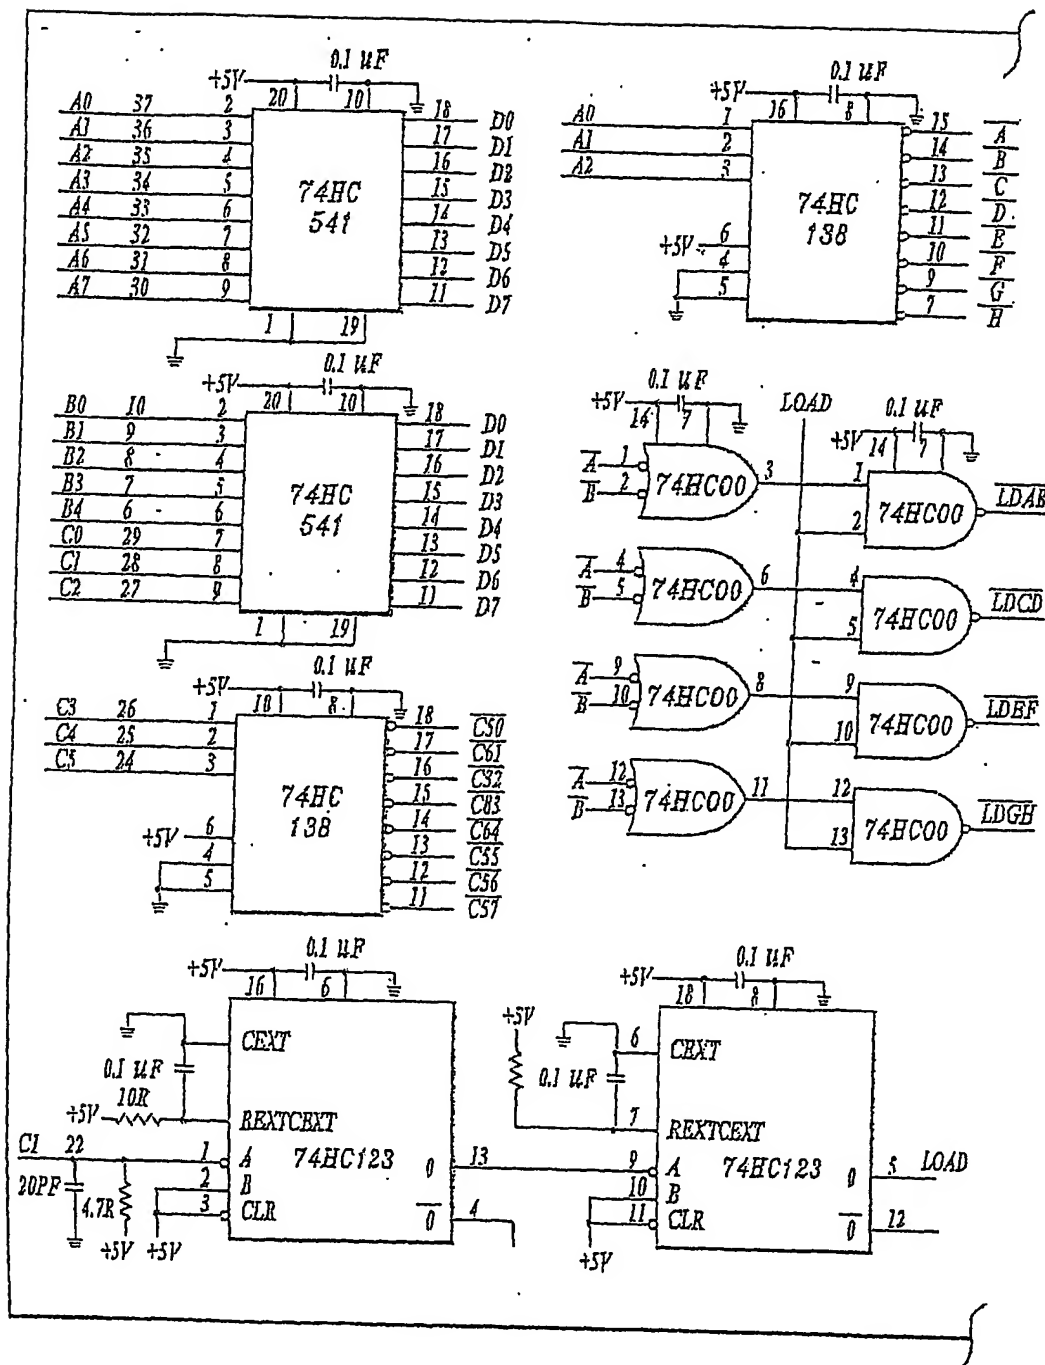 +5V 0.1 uF
20 10
A0 37 2 18 D0
A1 36 3 17 D1
A2 35 4 16 D2
A3 34 5 15 D3
A4 33 6 14 D4
A5 32 7 13 D5
A6 31 8 12 D6
A7 30 9 11 D7
74HC
541
1 19
+5V 0.1 uF
16 8
A0 1 15 A
A1 2 14 B
A2 3 13 C
12 D
+5V 6 11 E
4 10 F
5 9 G
7 H
74HC
138
+5V 0.1 uF
20 10
B0 10 2 18 D0
B1 9 3 17 D1
B2 8 4 16 D2
B3 7 5 15 D3
B4 6 6 14 D4
C0 29 7 13 D5
C1 28 8 12 D6
C2 27 9 11 D7
74HC
541
1 19
0.1 uF LOAD 0.1 uF
+5V 14 7 +5V 14 7
A 1 74HC00 3 1 74HC00 LDAB
B 2 2
A 4 74HC00 6 4 74HC00 LDCD
B 5 5
A 9 74HC00 8 9 74HC00 LDEF
B 10 10
A 12 74HC00 11 12 74HC00 LDGH
B 13 13
+5V 0.1 uF
10 8
C3 26 1 18 C50
C4 25 2 17 C61
C5 24 3 16 C32
15 C83
+5V 6 14 C64
4 13 C55
5 12 C56
11 C57
74HC
138
+5V 0.1 uF
16 6
CEXT
0.1 uF
10R
+5V REXTCEXT
C1 22 1 A 74HC123 0 13
20PF 4.7R 2 B
3 CLR 0 4
+5V +5V
+5V 0.1 uF
18 8
+5V 6 CEXT
0.1 uF
7 REXTCEXT
9 A 74HC123 0 5 LOAD
10 B
11 CLR 0 12
+5V